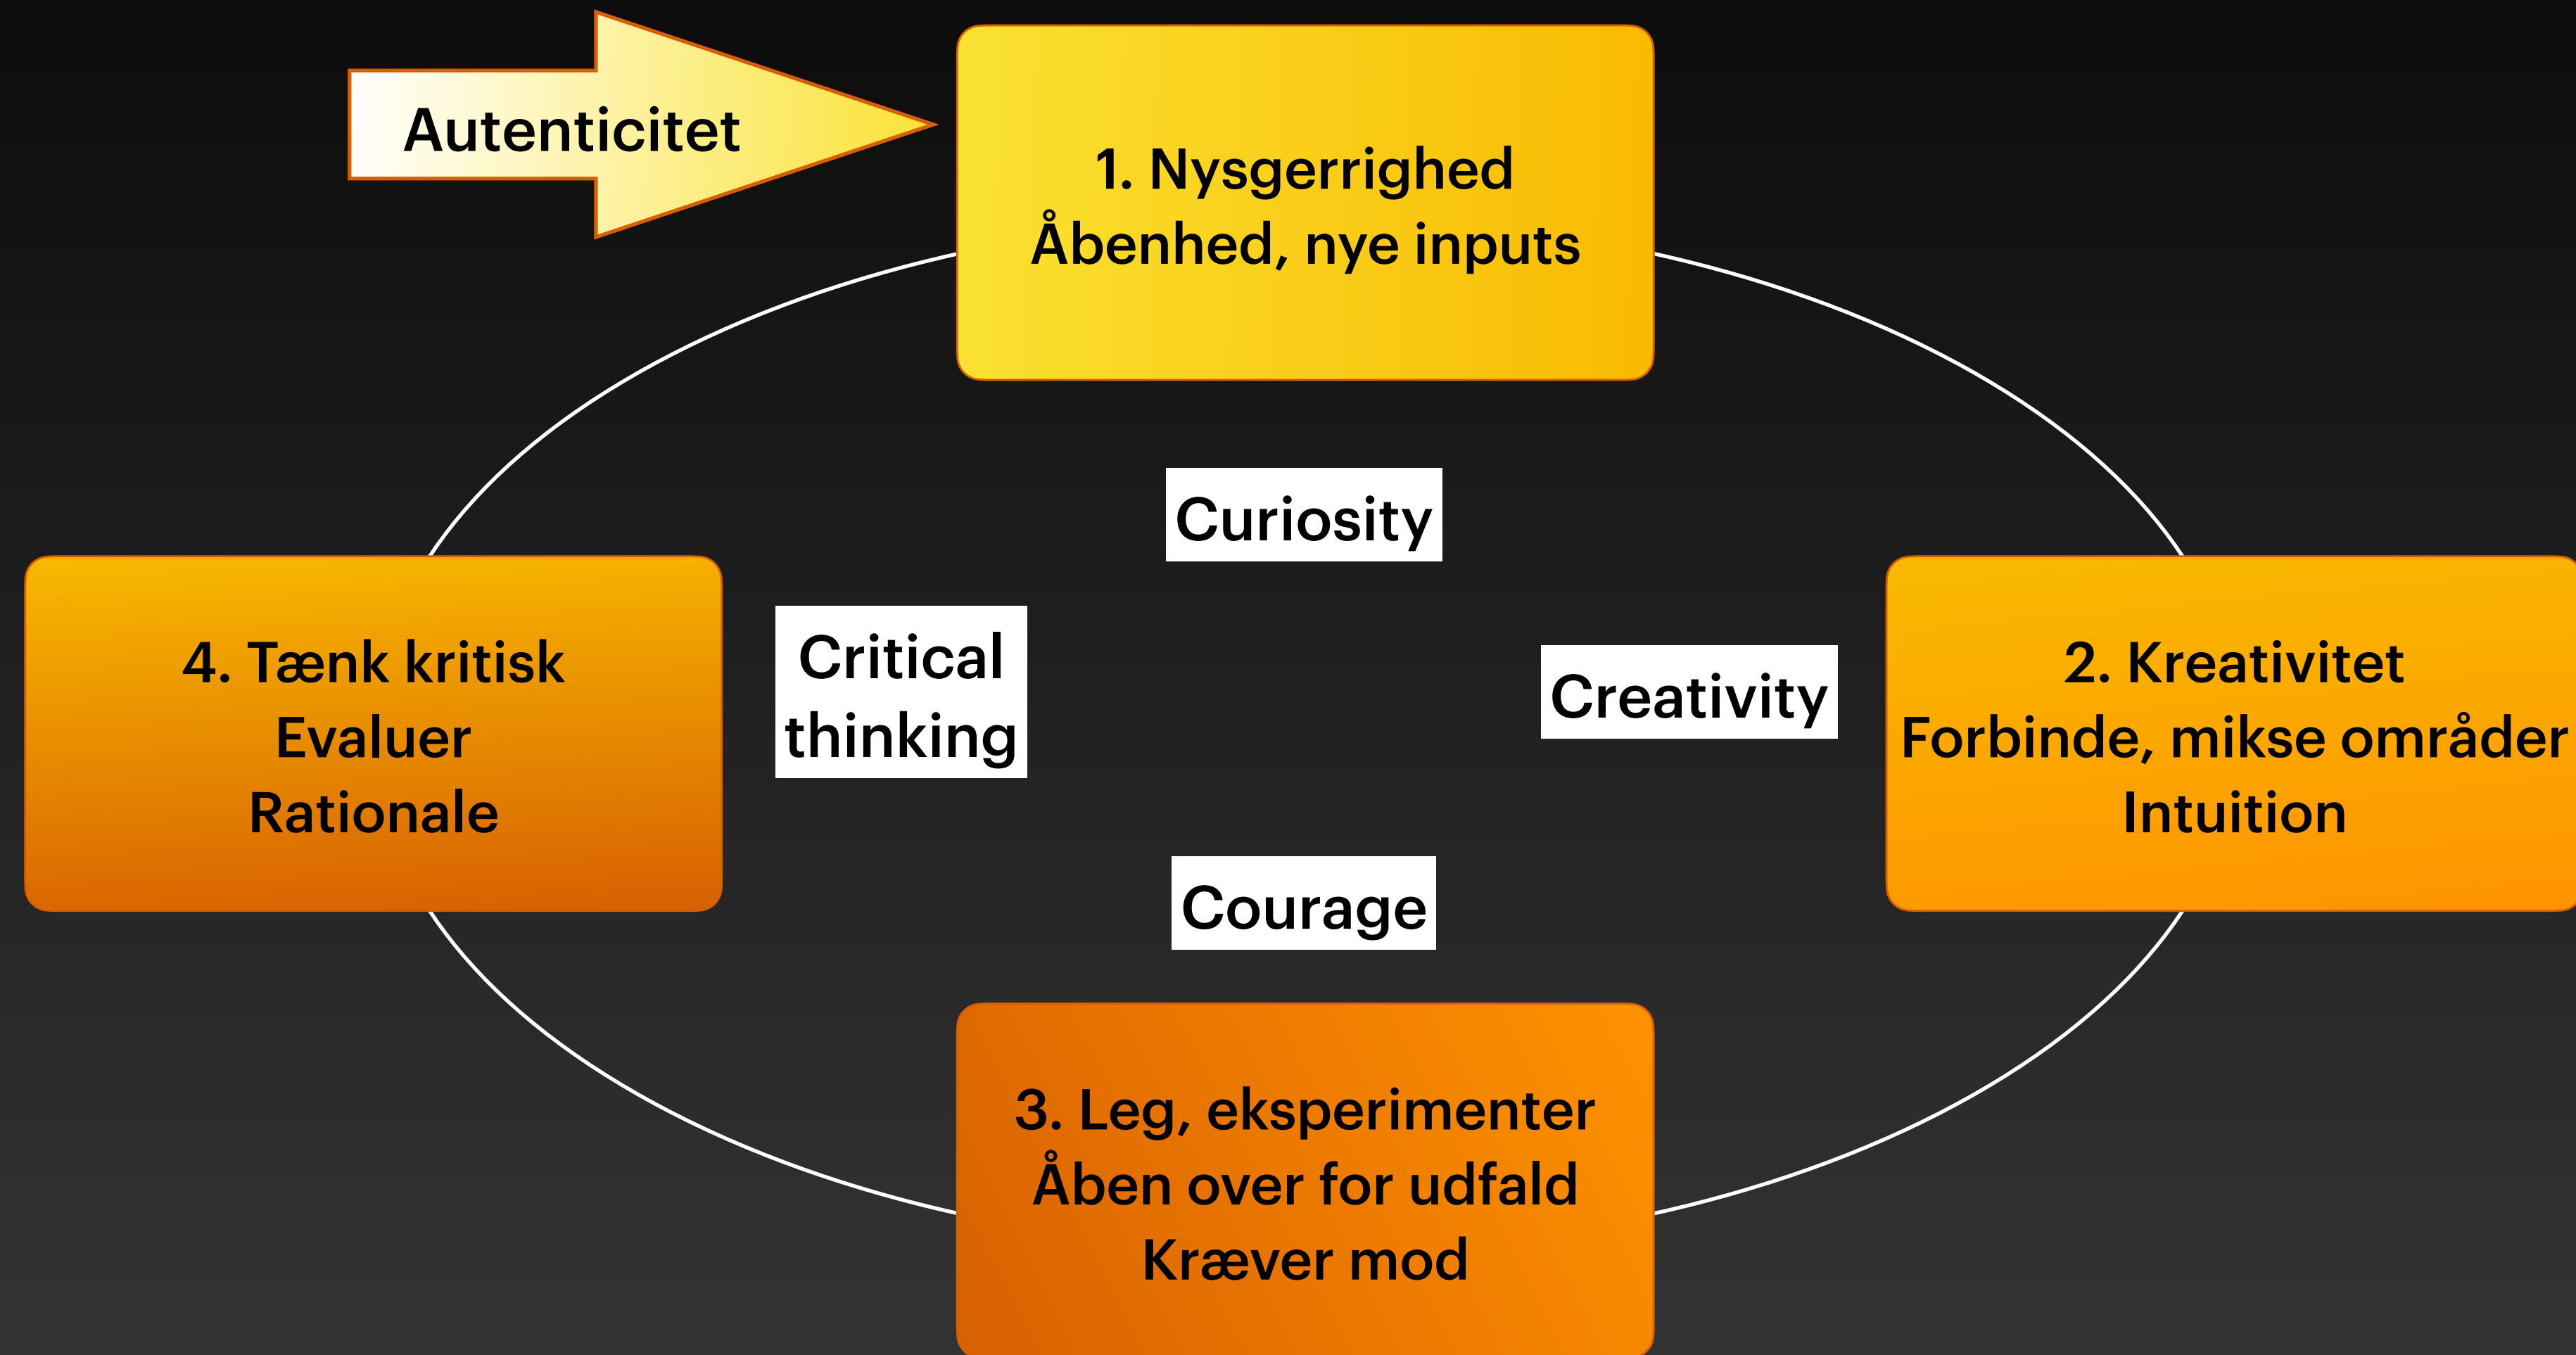 Autenticitet
1. Nysgerrighed
Åbenhed, nye inputs
Curiosity
4. Tænk kritisk
Evaluer
Rationale
Critical
thinking
Creativity
2. Kreativitet
Forbinde, mikse områder
Intuition
Courage
3. Leg, eksperimenter
Åben over for udfald
Kræver mod